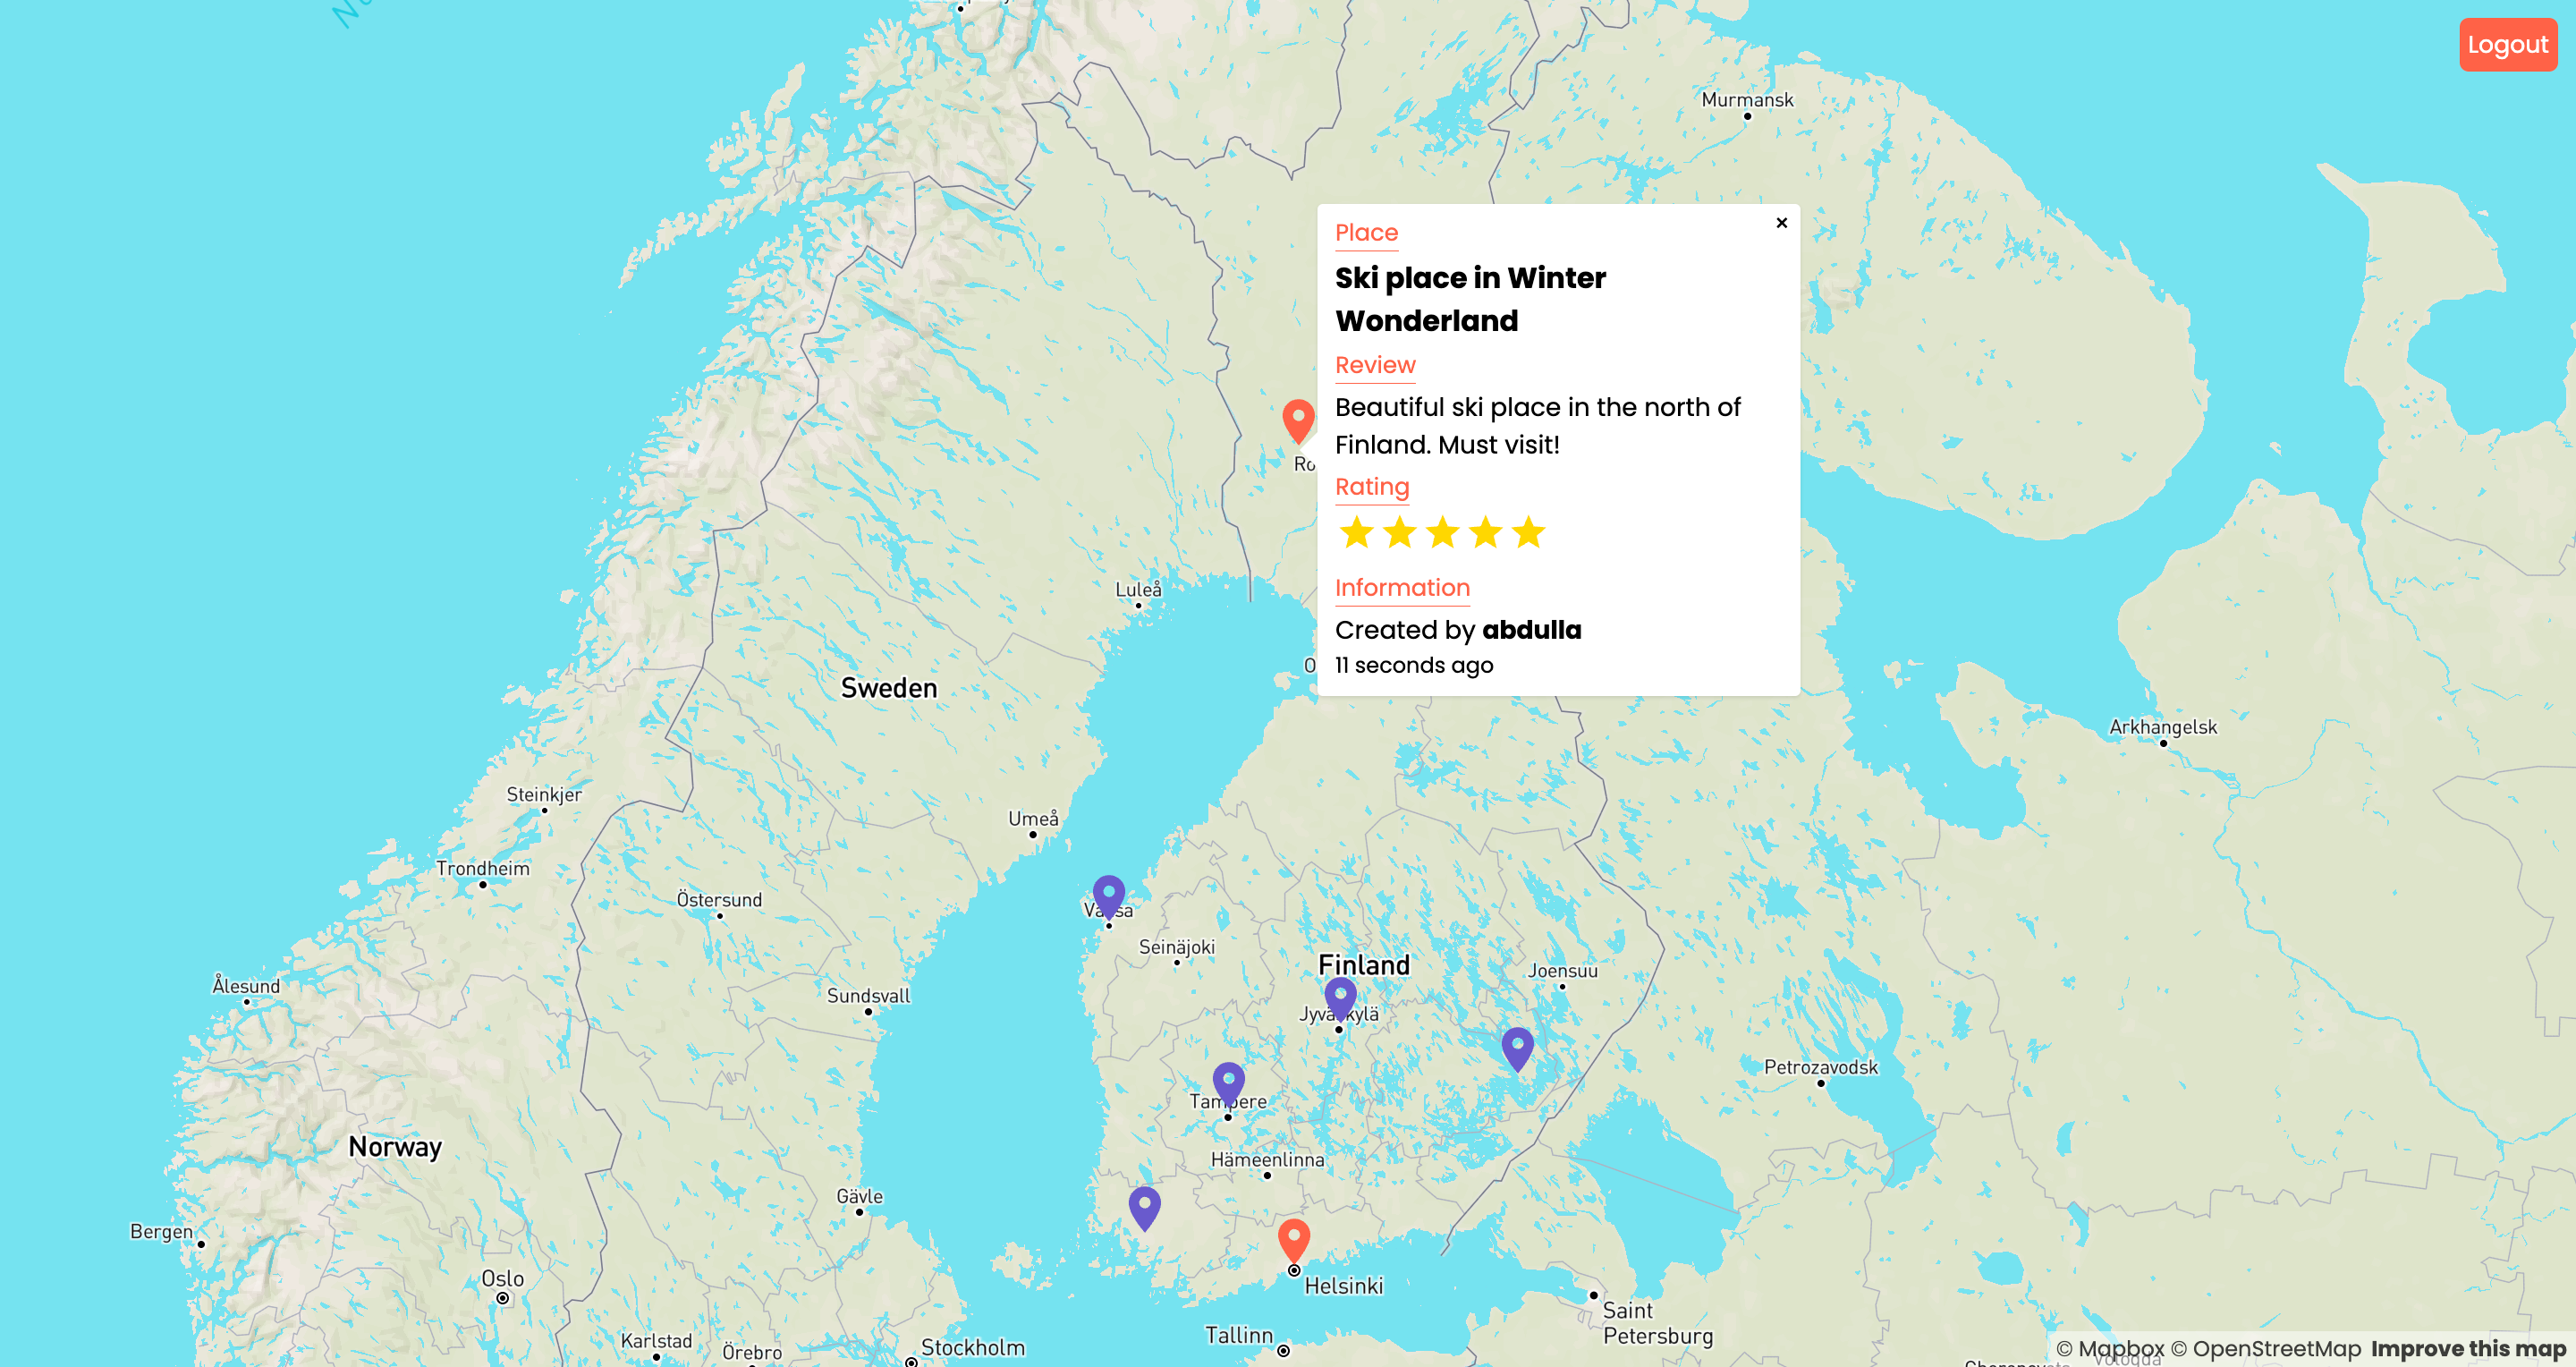 Logout
Murmansk
Place
×
Ski place in Winter
Wonderland
Review
Beautiful ski place in the north of
Finland. Must visit!
Rating
Information
Created by abdulla
11 seconds ago
Luleå
Sweden
Arkhangelsk
Steinkjer
Umeå
Trondheim
Östersund
Seinäjoki
Finland
Joensuu
Ålesund
Sundsvall
Petrozavodsk
Tampere
Norway
Hämeenlinna
Gävle
Bergen
Oslo
Helsinki
Saint
Petersburg
Tallinn
Karlstad
Örebro
Stockholm
© Mapbox © OpenStreetMap Improve this map